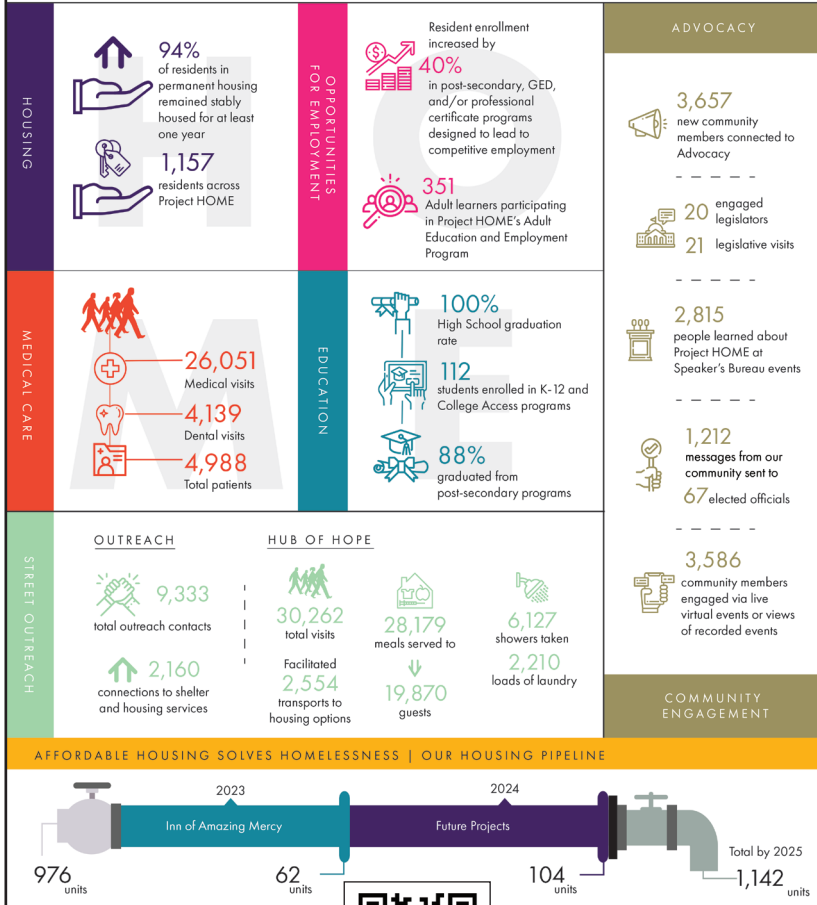 HOUSING
94%
of residents in
permanent housing
remained stably
housed for at least
one year
1,157
residents across
Project HOME
OPPORTUNITIES
FOR EMPLOYMENT
Resident enrollment
increased by
40%
in post-secondary, GED,
and/or professional
certificate programs
designed to lead to
competitive employment
351
Adult learners participating
in Project HOME's Adult
Education and Employment
Program
MEDICAL CARE
26,051
Medical visits
4,139
Dental visits
4,988
Total patients
EDUCATION
100%
High School graduation
rate
112
students enrolled in K-12 and
College Access programs
88%
graduated from
post-secondary programs
H
O
M
E
STREET OUTREACH
OUTREACH
9,333
total outreach contacts
2,160
connections to shelter
and housing services
HUB OF HOPE
30,262
total visits
Facilitated
2,554
transports to
housing options
28,179
meals served to
19,870
guests
6,127
showers taken
2,210
loads of laundry
ADVOCACY
3,657
new community
members connected to
Advocacy
20 engaged
legislators
21 legislative visits
2,815
people learned about
Project HOME at
Speaker's Bureau events
1,212
messages from our
community sent to
67 elected officials
3,586
community members
engaged via live
virtual events or views
of recorded events
COMMUNITY
ENGAGEMENT
AFFORDABLE HOUSING SOLVES HOMELESSNESS | OUR HOUSING PIPELINE
2023
Inn of Amazing Mercy
2024
Future Projects
976
units
62
units
104
units
Total by 2025
1,142
units